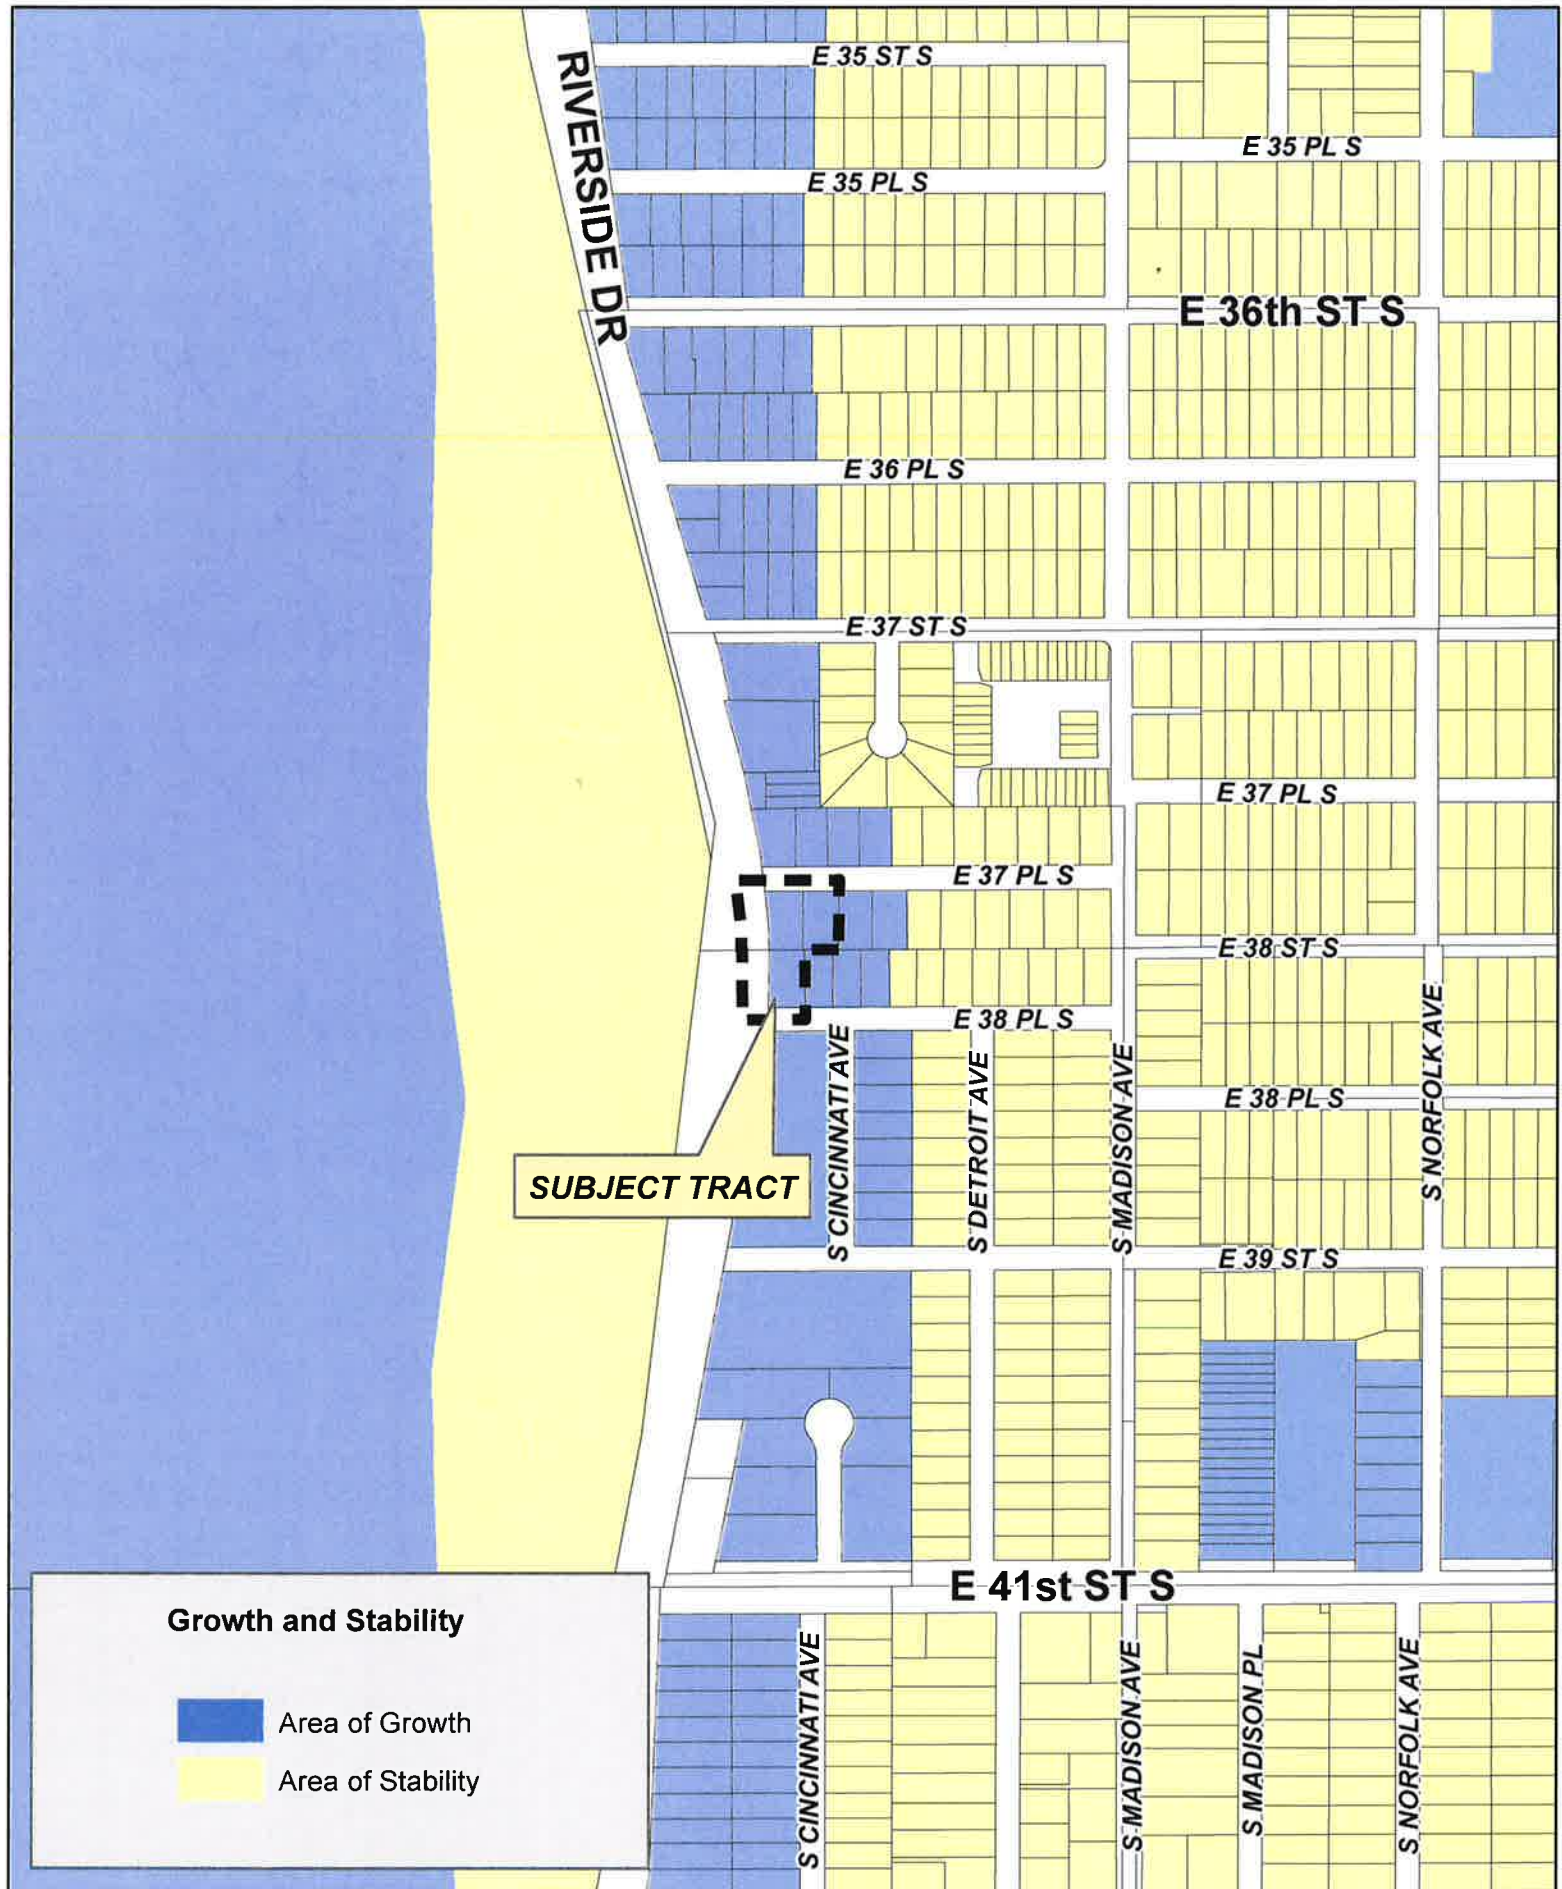 E 35 ST S
RIVERSIDE DR
E 35 PL S
E 35 PL S
E 36th ST S
E 36 PL S
E 37 ST S
E 37 PL S
E 37 PL S
E 38 ST S
E 38 PL S
S CINCINNATI AVE
S DETROIT AVE
S MADISON AVE
S NORFOLK AVE
E 38 PL S
SUBJECT TRACT
E 39 ST S
E 41st ST S
Growth and Stability
Area of Growth
Area of Stability
S CINCINNATI AVE
S MADISON AVE
S MADISON PL
S NORFOLK AVE